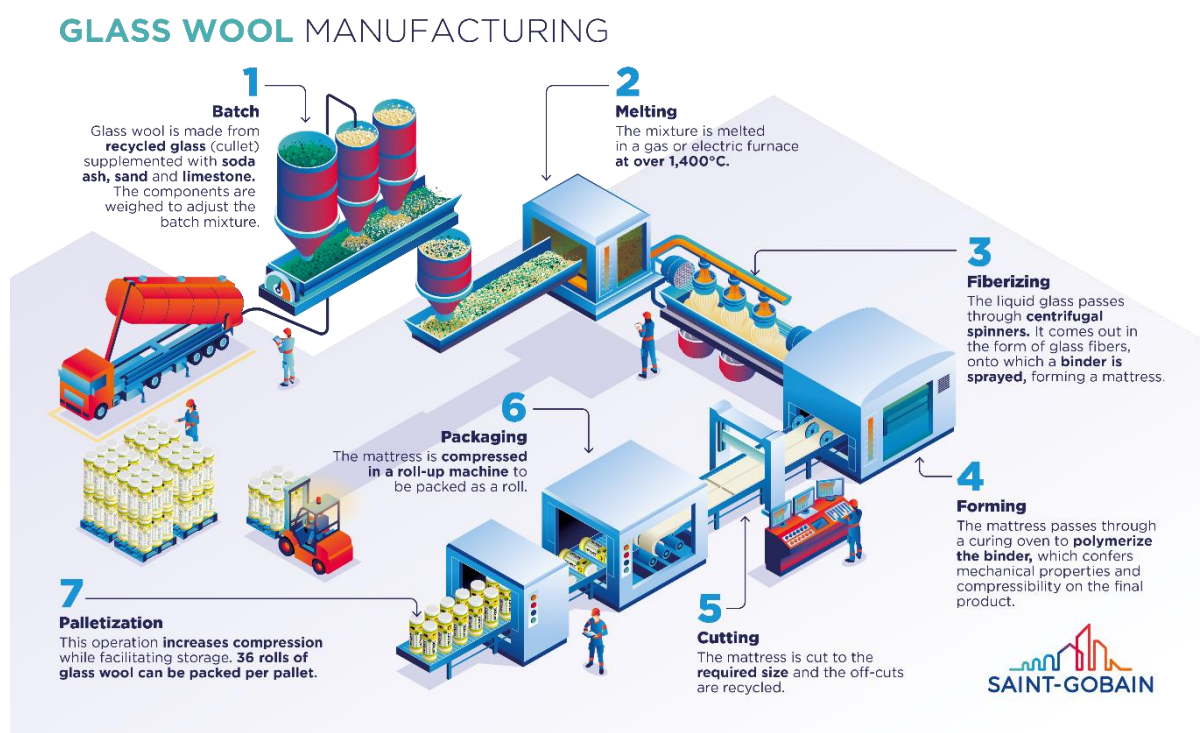 GLASS WOOL MANUFACTURING
1
Batch
Glass wool is made from
recycled glass (cullet)
supplemented with soda
ash, sand and limestone.
The components are
weighed to adjust the
batch mixture.
2
Melting
The mixture is melted
in a gas or electric furnace
at over 1,400°C.
3
Fiberizing
The liquid glass passes
through centrifugal
spinners. It comes out in
the form of glass fibers,
onto which a binder is
sprayed, forming a mattress.
4
Forming
The mattress passes through
a curing oven to polymerize
the binder, which confers
mechanical properties and
compressibility on the final
product.
5
Cutting
The mattress is cut to the
required size and the off-cuts
are recycled.
6
Packaging
The mattress is compressed
in a roll-up machine to
be packed as a roll.
7
Palletization
This operation increases compression
while facilitating storage. 36 rolls of
glass wool can be packed per pallet.
SAINT-GOBAIN